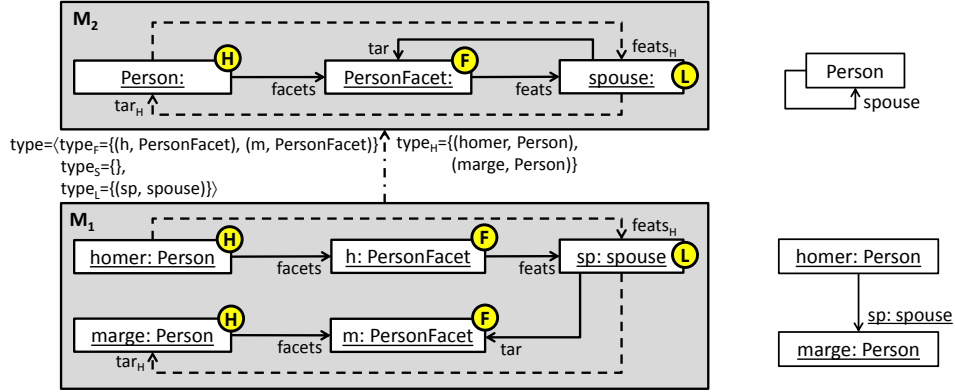 M2
H
F
L
Person:
PersonFacet:
spouse:
tar
featsH
facets
feats
tarH
Person
spouse
type=⟨typeF={(h, PersonFacet), (m, PersonFacet)}
typeS={},
typeL={(sp, spouse)}⟩
typeH={(homer, Person),
(marge, Person)}
M1
featsH
H
F
L
homer: Person
h: PersonFacet
sp: spouse
facets
feats
H
F
marge: Person
m: PersonFacet
tarH
facets
tar
homer: Person
sp: spouse
marge: Person